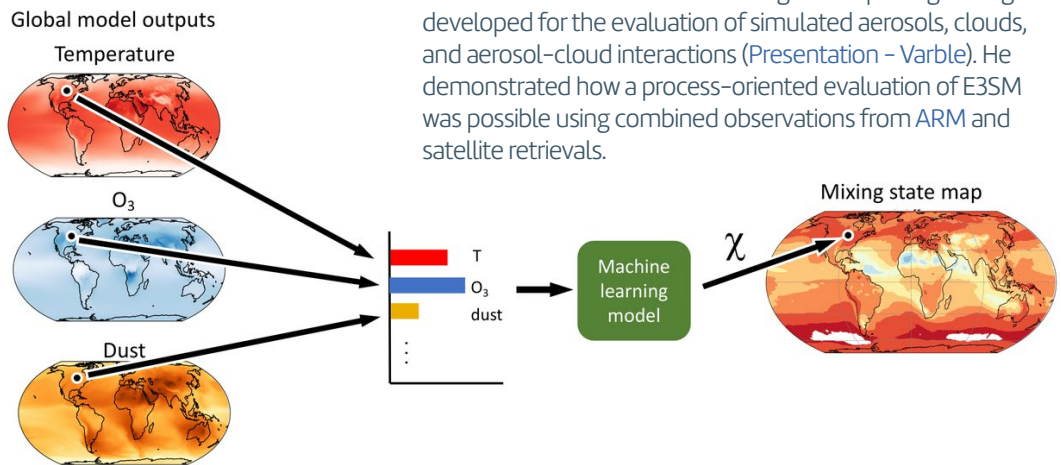 Global model outputs
Temperature
O₃
Dust
developed for the evaluation of simulated aerosols, clouds,
and aerosol-cloud interactions (Presentation - Varble). He
demonstrated how a process-oriented evaluation of E3SM
was possible using combined observations from ARM and
satellite retrievals.
T
O₃
dust
⋮
Machine
learning
model
χ
Mixing state map